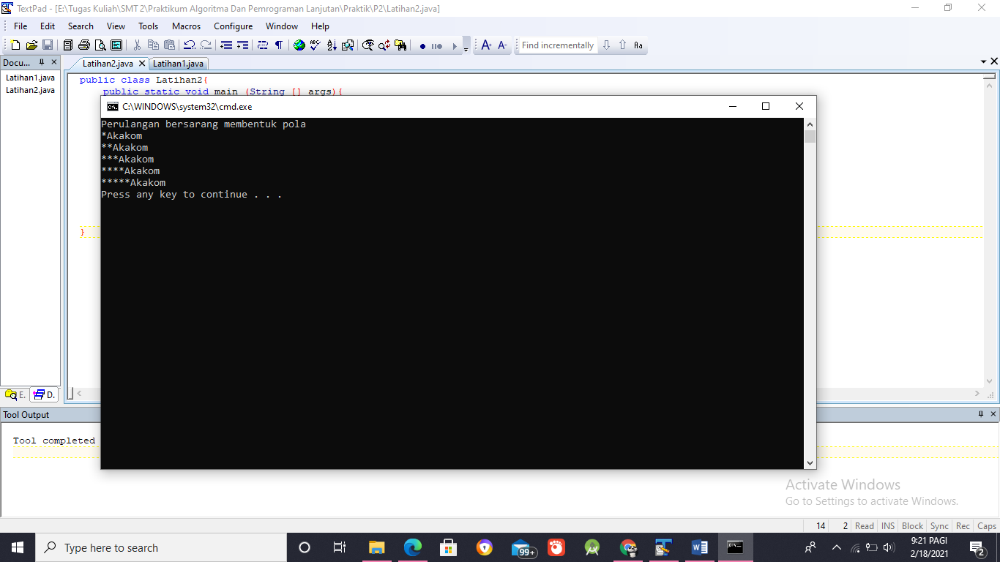 TextPad - [E:\Tugas Kuliah\SMT 2\Praktikum Algoritma Dan Pemrograman Lanjutan\Praktik\P2\Latihan2.java]
File Edit Search View Tools Macros Configure Window Help
Find incrementally
Docu...
Latihan2.java Latihan1.java
Latihan1.java
Latihan2.java
public class Latihan2{
public static void main (String [] args){
C:\WINDOWS\system32\cmd.exe
Perulangan bersarang membentuk pola
*Akakom
**Akakom
***Akakom
****Akakom
*****Akakom
Press any key to continue . . .
}
E. D.
Tool Output
Tool completed
Activate Windows
Go to Settings to activate Windows.
14 2 Read INS Block Sync Rec Caps
Type here to search
99+
9:21 PAGI
2/18/2021
2